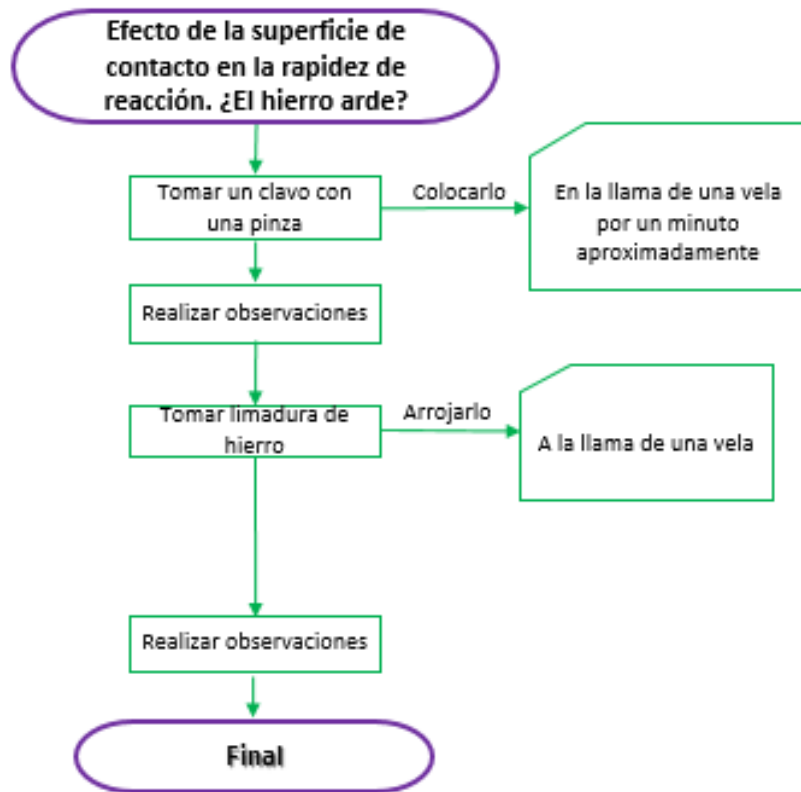 Efecto de la superficie de
contacto en la rapidez de
reacción. ¿El hierro arde?
Tomar un clavo con
una pinza
Colocarlo
En la llama de una vela
por un minuto
aproximadamente
Realizar observaciones
Tomar limadura de
hierro
Arrojarlo
A la llama de una vela
Realizar observaciones
Final